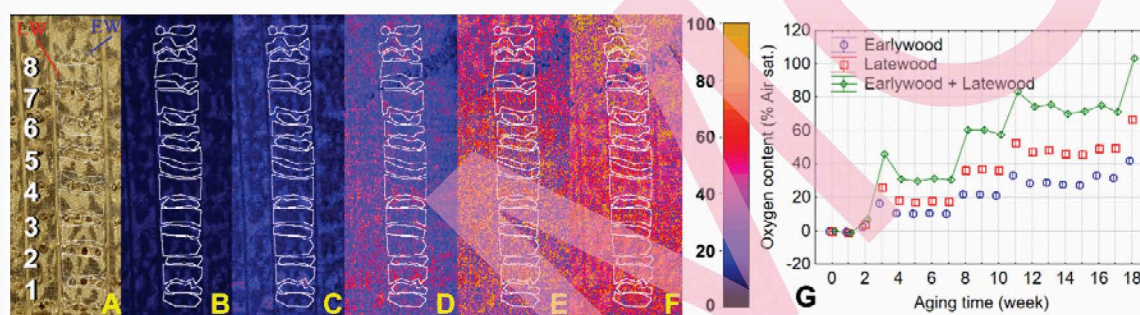 EW EW
8
7
6
5
4
3
2
1
A B C D E F G
100
80
60
40
20
0
Oxygen content (% Air sat.)
120
100
80
60
40
20
0
-20
Earlywood
Latewood
Earlywood + Latewood
0 2 4 6 8 10 12 14 16 18
Aging time (week)